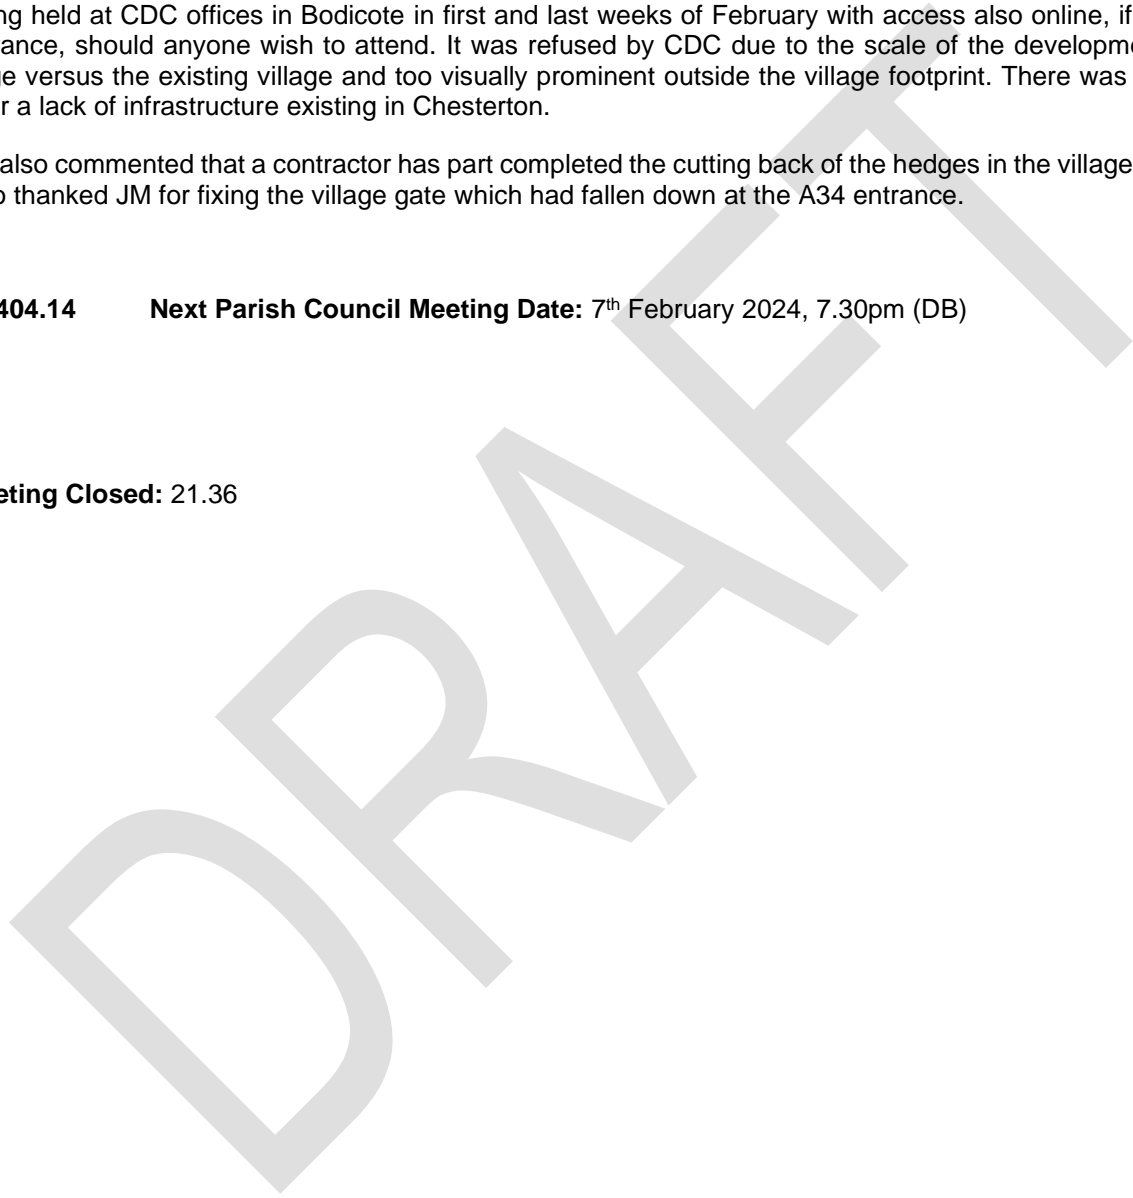 ng held at CDC offices in Bodicote in first and last weeks of February with access also online, if
ance, should anyone wish to attend. It was refused by CDC due to the scale of the developme
ge versus the existing village and too visually prominent outside the village footprint. There was
r a lack of infrastructure existing in Chesterton.
also commented that a contractor has part completed the cutting back of the hedges in the village
o thanked JM for fixing the village gate which had fallen down at the A34 entrance.
404.14 Next Parish Council Meeting Date: 7th February 2024, 7.30pm (DB)
eting Closed: 21.36
DRAFT